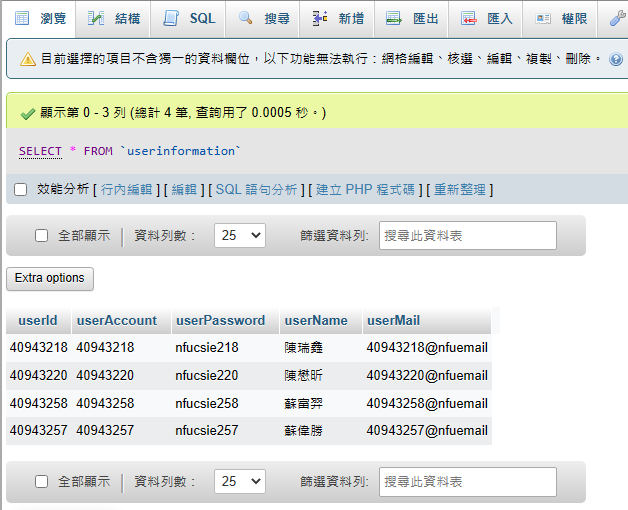 瀏覽 結構 SQL 搜尋 新增 匯出 匯入 權限
目前選擇的項目不含獨一的資料欄位，以下功能無法執行：網格編輯、核選、編輯、複製、刪除。
顯示第 0 - 3 列 (總計 4 筆, 查詢用了 0.0005 秒。)
SELECT * FROM `userinformation`
效能分析 [ 行內編輯 ] [ 編輯 ] [ SQL 語句分析 ] [ 建立 PHP 程式碼 ] [ 重新整理 ]
全部顯示 資料列數： 25 篩選資料列: 搜尋此資料表
Extra options
userId userAccount userPassword userName userMail
40943218 40943218 nfucsie218 陳瑞鑫 40943218@nfuemail
40943220 40943220 nfucsie220 陳懋昕 40943220@nfuemail
40943258 40943258 nfucsie258 蘇畗羿 40943258@nfuemail
40943257 40943257 nfucsie257 蘇偉勝 40943257@nfuemail
全部顯示 資料列數： 25 篩選資料列: 搜尋此資料表